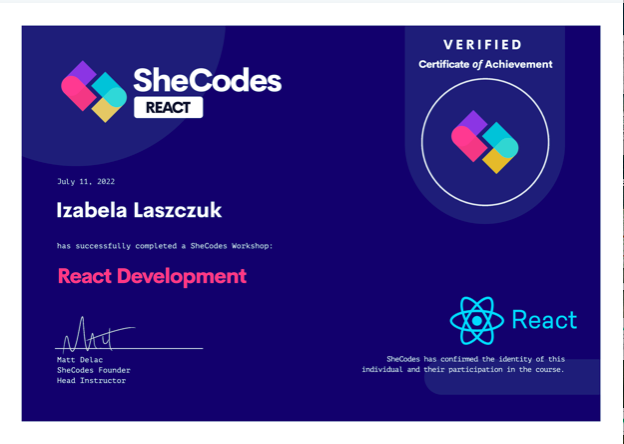 SheCodes
REACT
VERIFIED
Certificate of Achievement
July 11, 2022
Izabela Laszczuk
has successfully completed a SheCodes Workshop:
React Development
React
Matt Delac
SheCodes Founder
Head Instructor
SheCodes has confirmed the identity of this
individual and their participation in the course.